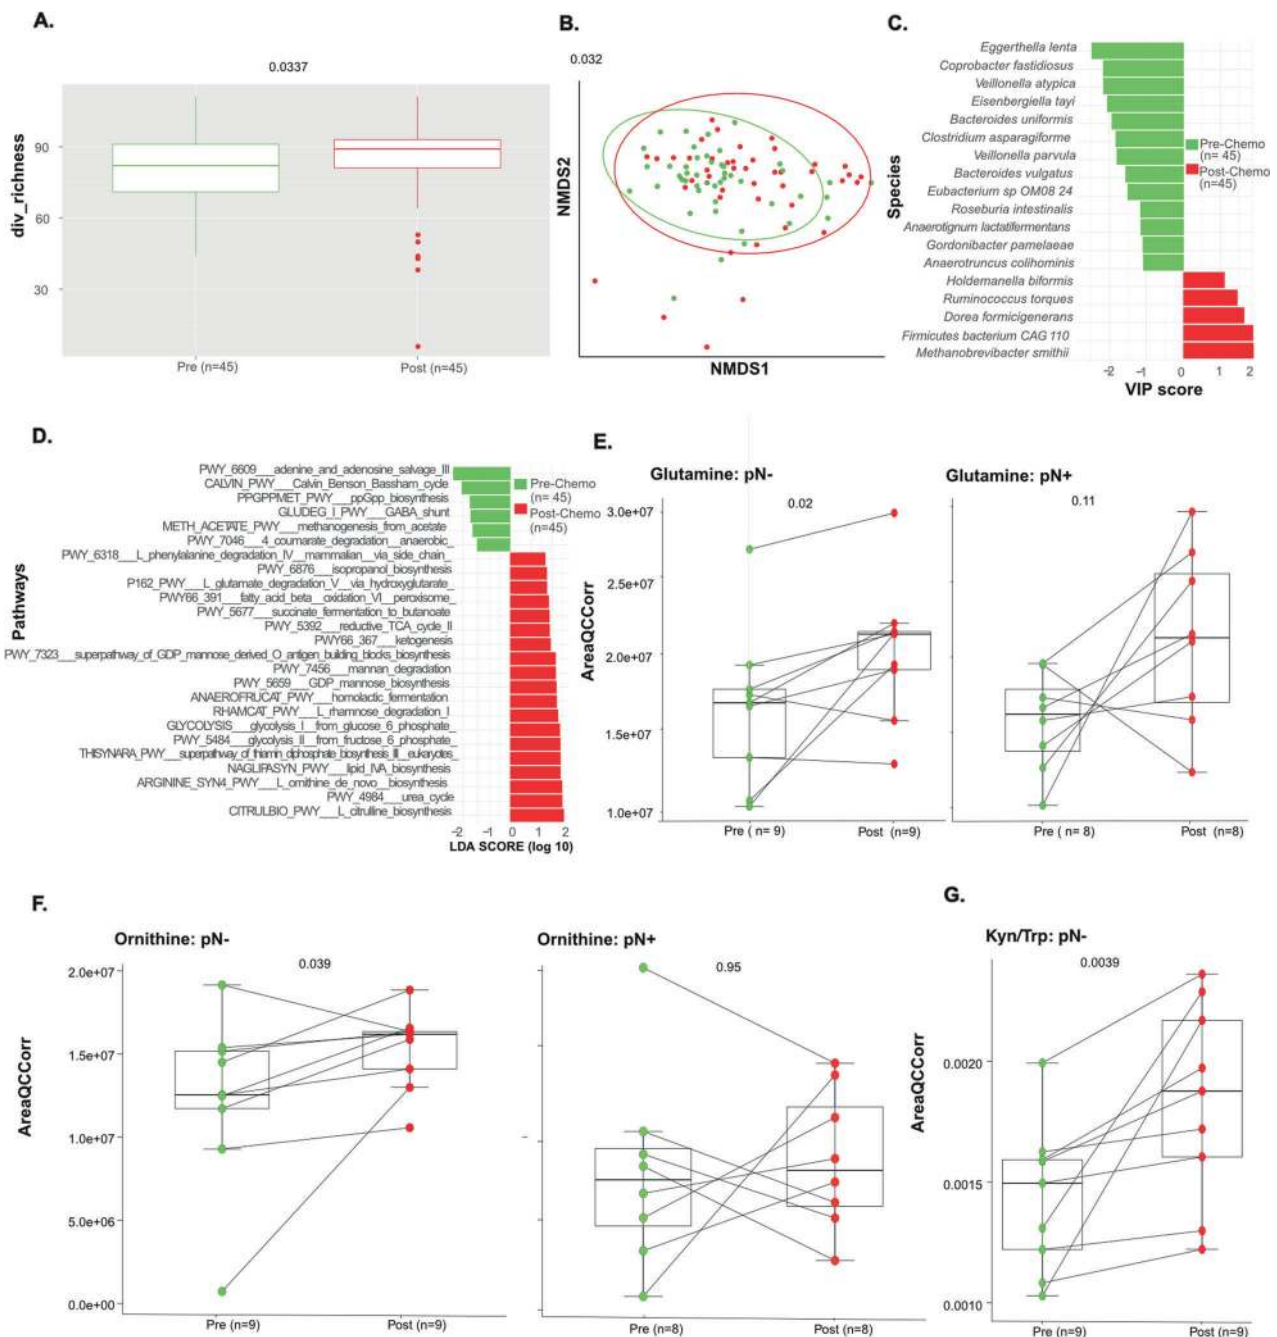 A.
0.0337
div_richness
90
60
30
Pre (n=45)
Post (n=45)
B.
0.032
NMDS2
NMDS1
C.
Species
Eggerthella lenta
Coprobacter fastidiosus
Veillonella atypica
Eisenbergiella tayi
Bacteroides uniformis
Clostridium asparagiforme
Veillonella parvula
Bacteroides vulgatus
Eubacterium sp OM08 24
Roseburia intestinalis
Anaerotignum lactatifermentans
Gordonibacter pamelaeae
Anaerotruncus colihominis
Holdemanella biformis
Ruminococcus torques
Dorea formicigenerans
Firmicutes bacterium CAG 110
Methanobrevibacter smithii
Pre-Chemo
(n= 45)
Post-Chemo
(n=45)
-2 -1 0 1 2
VIP score
D.
Pathways
PWY_6609___adenine_and_adenosine_salvage_III
CALVIN_PWY___Calvin_Benson_Bassham_cycle
PPGPPMET_PWY___ppGpp_biosynthesis
GLUDEG_I_PWY___GABA_shunt
METH_ACETATE_PWY___methanogenesis_from_acetate
PWY_7046___4_coumarate_degradation__anaerobic_
PWY_6318___L_phenylalanine_degradation_IV__mammalian__via_side_chain_
PWY_6876___isopropanol_biosynthesis
P162_PWY___L_glutamate_degradation_V__via_hydroxyglutarate_
PWY66_391___fatty_acid_beta__oxidation_VI__peroxisome_
PWY_5677___succinate_fermentation_to_butanoate
PWY_5392___reductive_TCA_cycle_II
PWY66_367___ketogenesis
PWY_7323___superpathway_of_GDP_mannose_derived_O_antigen_building_blocks_biosynthesis
PWY_7456___mannan_degradation
PWY_5659___GDP_mannose_biosynthesis
ANAEROFRUCAT_PWY___homolactic_fermentation
RHAMCAT_PWY___L_rhamnose_degradation_I
GLYCOLYSIS___glycolysis_I__from_glucose_6_phosphate_
PWY_5484___glycolysis_II__from_fructose_6_phosphate_
THISYNARA_PWY___superpathway_of_thiamin_diphosphate_biosynthesis_III__eukaryotes_
NAGLIPASYN_PWY___lipid_IVA_biosynthesis
ARGININE_SYN4_PWY___L_ornithine_de_novo__biosynthesis
PWY_4984___urea_cycle
CITRULBIO_PWY___L_citrulline_biosynthesis
Pre-Chemo
(n= 45)
Post-Chemo
(n=45)
-2 -1 0 1 2
LDA SCORE (log 10)
E.
Glutamine: pN-
0.02
AreaQCCorr
3.0e+07
2.5e+07
2.0e+07
1.5e+07
1.0e+07
Pre ( n= 9)
Post (n=9)
Glutamine: pN+
0.11
Pre ( n= 8)
Post (n=8)
F.
Ornithine: pN-
0.039
AreaQCCorr
2.0e+07
1.5e+07
1.0e+07
5.0e+06
0.0e+00
Pre (n=9)
Post (n=9)
Ornithine: pN+
0.95
Pre (n=8)
Post (n=8)
G.
Kyn/Trp: pN-
0.0039
AreaQCCorr
0.0020
0.0015
0.0010
Pre (n=9)
Post (n=9)